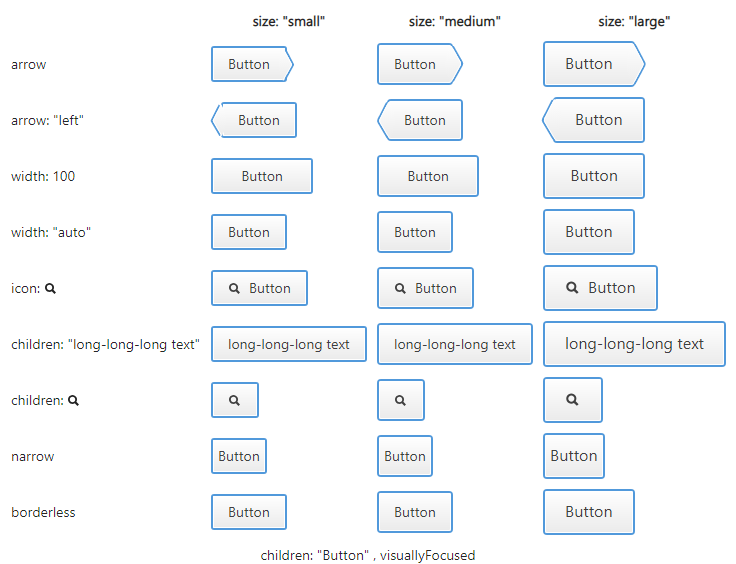 size: "small" size: "medium" size: "large"
arrow Button Button Button
arrow: "left" Button Button Button
width: 100 Button Button Button
width: "auto" Button Button Button
icon: Button Button Button
children: "long-long-long text" long-long-long text long-long-long text long-long-long text
children:
narrow Button Button Button
borderless Button Button Button
children: "Button" , visuallyFocused